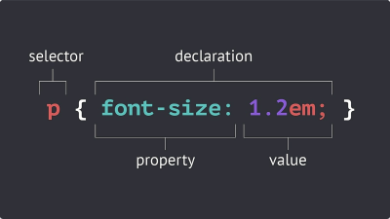 selector declaration
p { font-size: 1.2em; }
property value